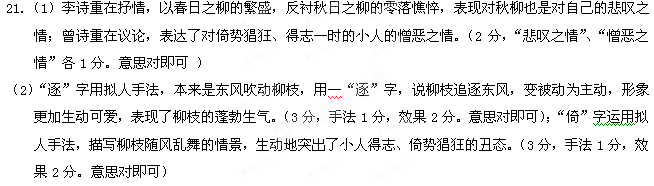 21.（1）李诗重在抒情，以春日之柳的繁盛，反衬秋日之柳的零落憔悴，表现对秋柳也是对自己的悲叹之
情；曾诗重在议论，表达了对倚势猖狂、得志一时的小人的憎恶之情。（2 分，“悲叹之情”、“憎恶之
情”各 1 分。意思对即可 ）
（2）“逐”字用拟人手法，本来是东风吹动柳枝，用一“逐”字，说柳枝追逐东风，变被动为主动，形象
更加生动可爱，表现了柳枝的蓬勃生气。（3 分，手法 1 分，效果 2 分。意思对即可）；“倚”字运用拟
人手法，描写柳枝随风乱舞的情景，生动地突出了小人得志、倚势猖狂的丑态。（3 分，手法 1 分，效
果 2 分。意思对即可）